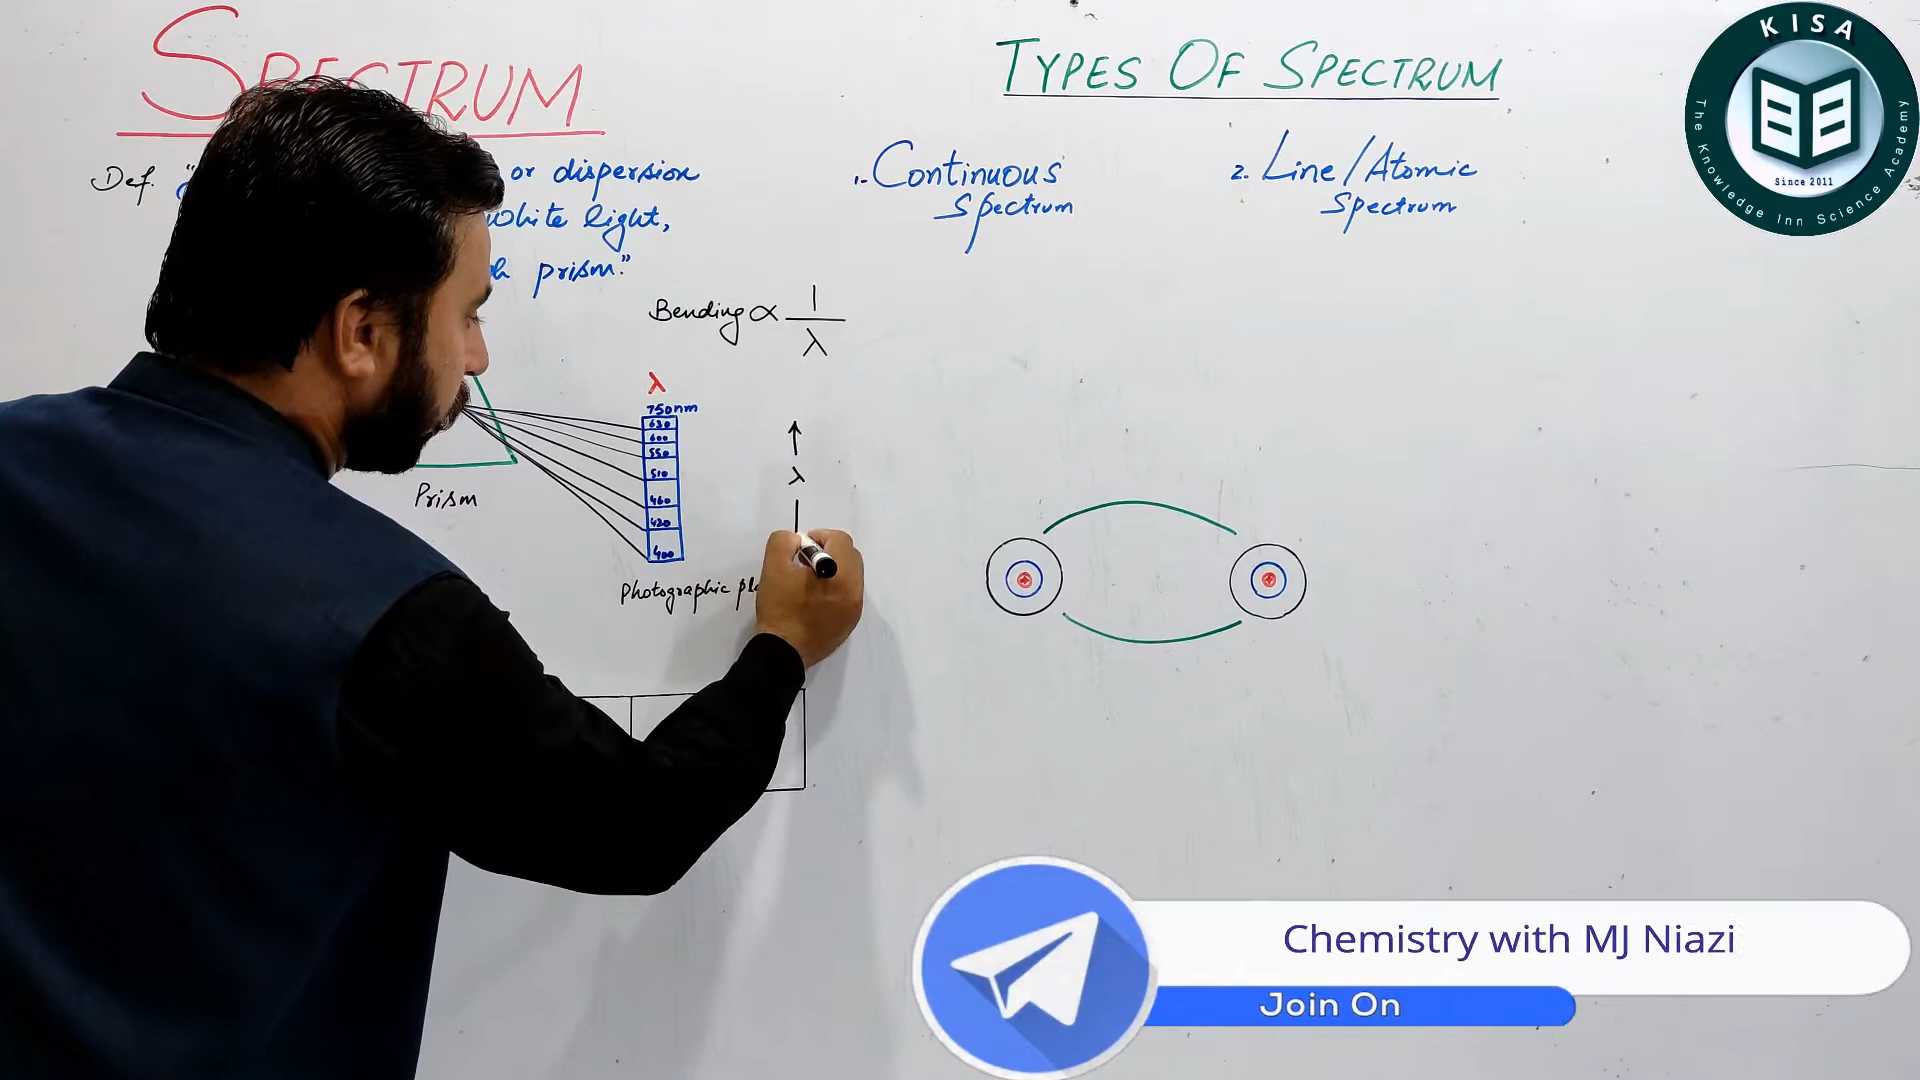 SPECTRUM
Def. "
or dispersion
white light,
prism."
Bending ∝ 1
λ
λ
750nm
630
600
550
510
460
420
400
λ
Prism
Photographic
TYPES OF SPECTRUM
1. Continuous
Spectrum
2. Line/Atomic
Spectrum
KISA
The Knowledge Inn Science Academy
Since 2011
Chemistry with MJ Niazi
Join On